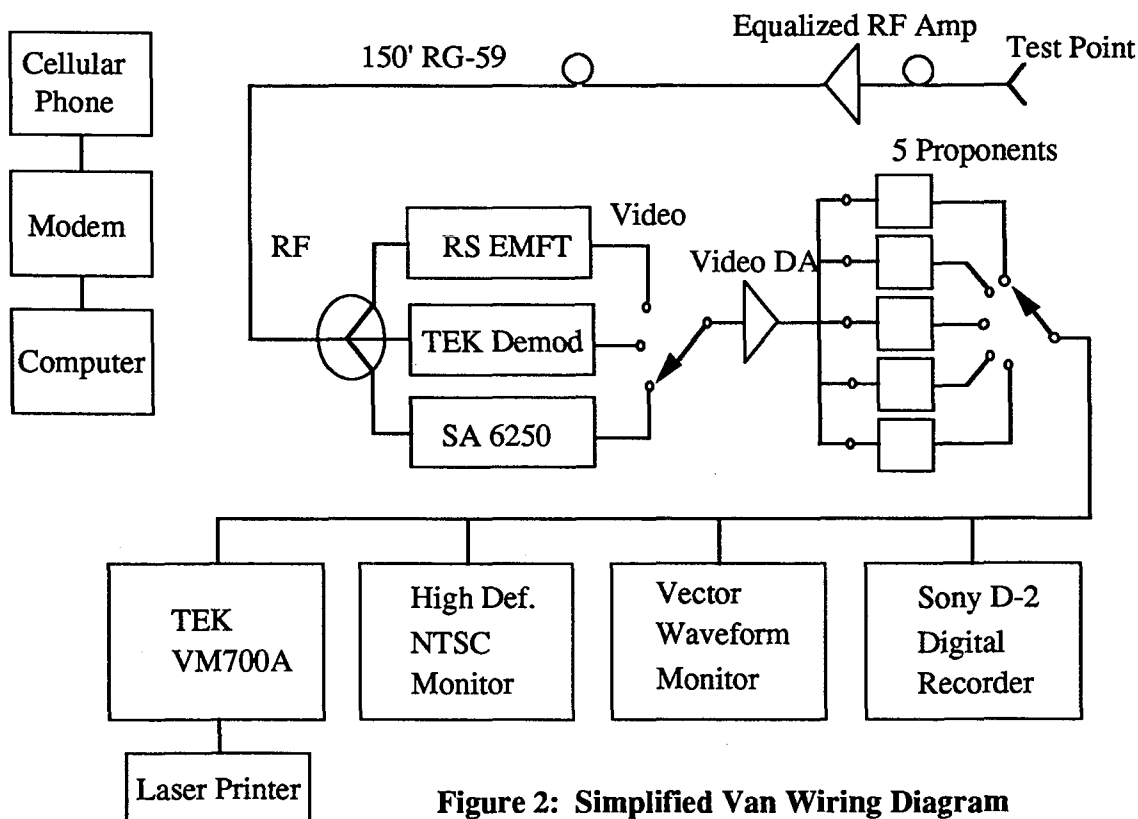 Equalized RF Amp
Test Point
150' RG-59
Cellular
Phone
Modem
Computer
5 Proponents
RF
RS EMFT
Video
TEK Demod
SA 6250
Video DA
TEK
VM700A
High Def.
NTSC
Monitor
Vector
Waveform
Monitor
Sony D-2
Digital
Recorder
Laser Printer
Figure 2: Simplified Van Wiring Diagram